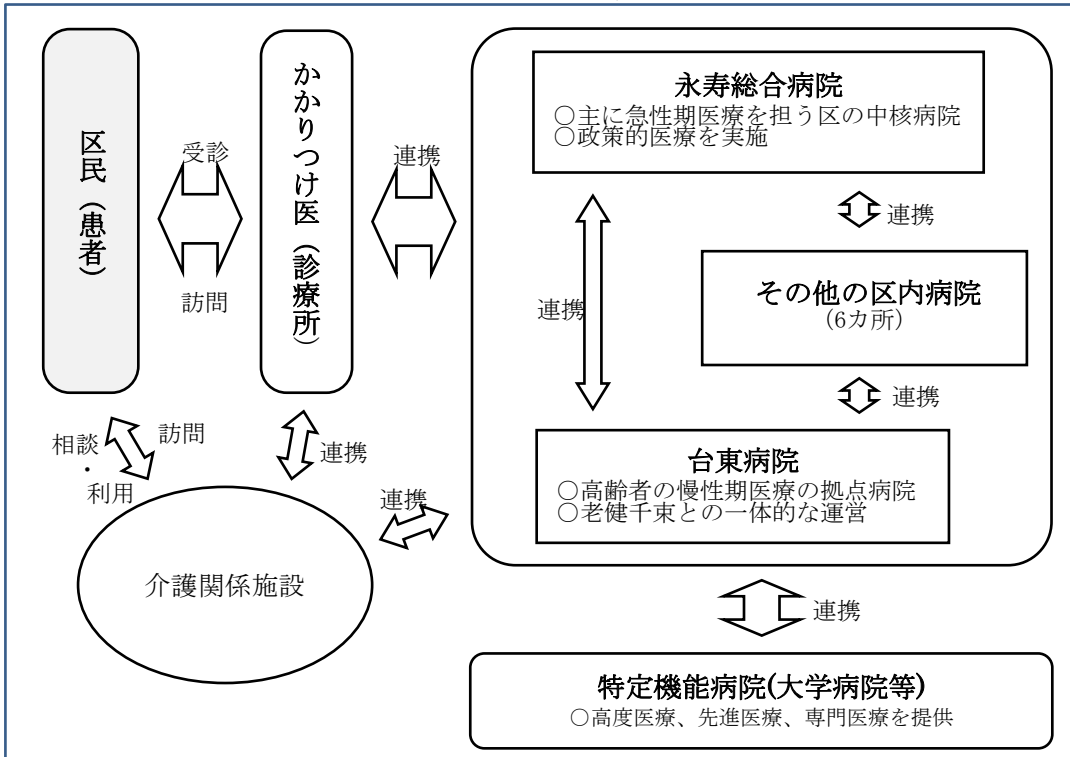 区民（患者）
受診
訪問
かかりつけ医（診療所）
連携
永寿総合病院
○主に急性期医療を担う区の中核病院
○政策的医療を実施
連携
連携
その他の区内病院
（6カ所）
連携
台東病院
○高齢者の慢性期医療の拠点病院
○老健千束との一体的な運営
相談
・
利用
訪問
連携
連携
介護関係施設
連携
特定機能病院(大学病院等)
○高度医療、先進医療、専門医療を提供